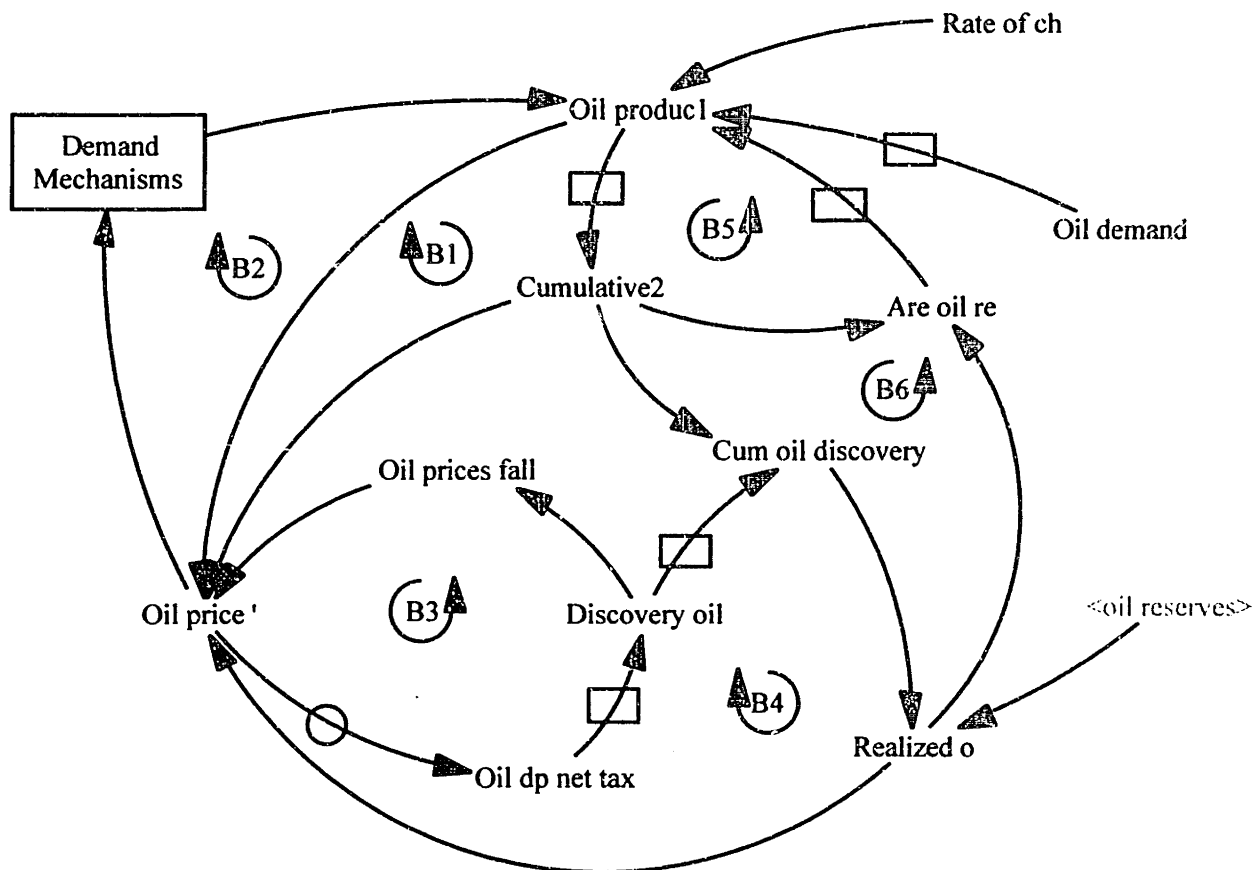 Rate of ch
Oil produc1
Demand
Mechanisms
B5
Oil demand
B2
B1
Cumulative2
Are oil re
B6
Cum oil discovery
Oil prices fall
B3
Oil price '
Discovery oil
<oil reserves>
B4
Realized o
Oil dp net tax